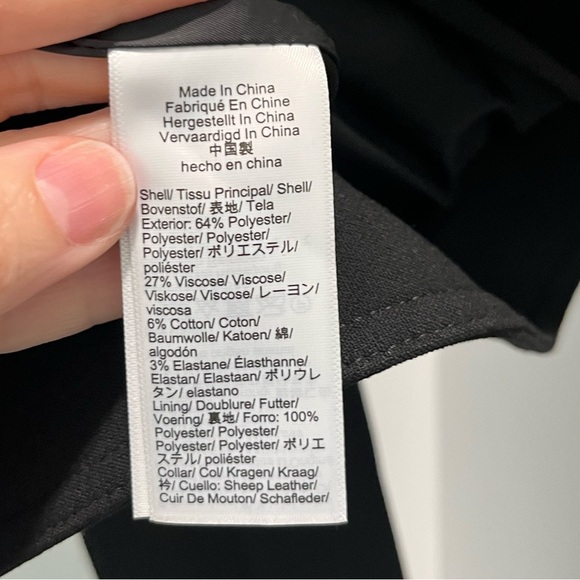 Made In China
Fabriqué En Chine
Hergestellt In China
Vervaardigd In China
中国製
hecho en china
Shell/ Tissu Principal/ Shell/
Bovenstof/ 表地/ Tela
Exterior: 64% Polyester/
Polyester/ Polyester/
Polyester/ ポリエステル/
poliéster
27% Viscose/ Viscose/
Viskose/ Viscose/ レーヨン/
viscosa
6% Cotton/ Coton/
Baumwolle/ Katoen/ 綿/
algodón
3% Elastane/ Élasthanne/
Elastan/ Elastaan/ ポリウレ
タン/ elastano
Lining/ Doublure/ Futter/
Voering/ 裏地/ Forro: 100%
Polyester/ Polyester/
Polyester/ Polyester/ ポリエ
ステル/ poliéster
Collar/ Col/ Kragen/ Kraag/
衿/ Cuello: Sheep Leather/
Cuir De Mouton/ Schafleder/